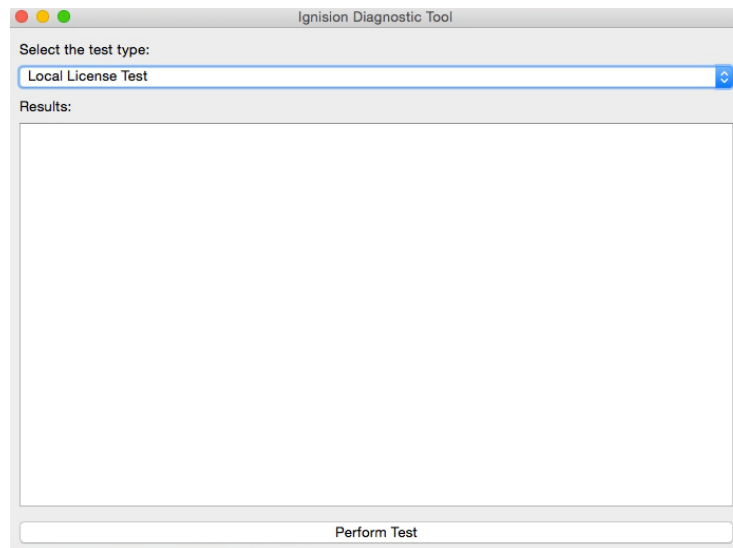 Ignision Diagnostic Tool
Select the test type:
Local License Test
Results:
Perform Test